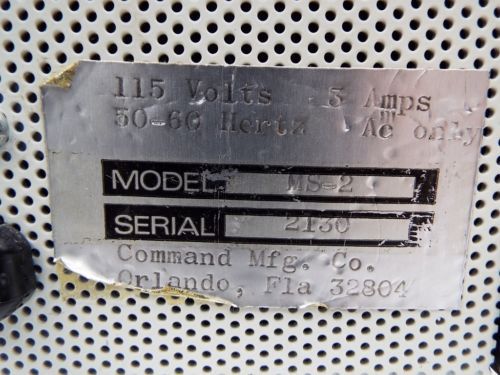 115 Volts 3 Amps
50-60 Hertz Ac only
MODEL MS-2
SERIAL 2130
Command Mfg. Co.
Orlando, Fla 32804